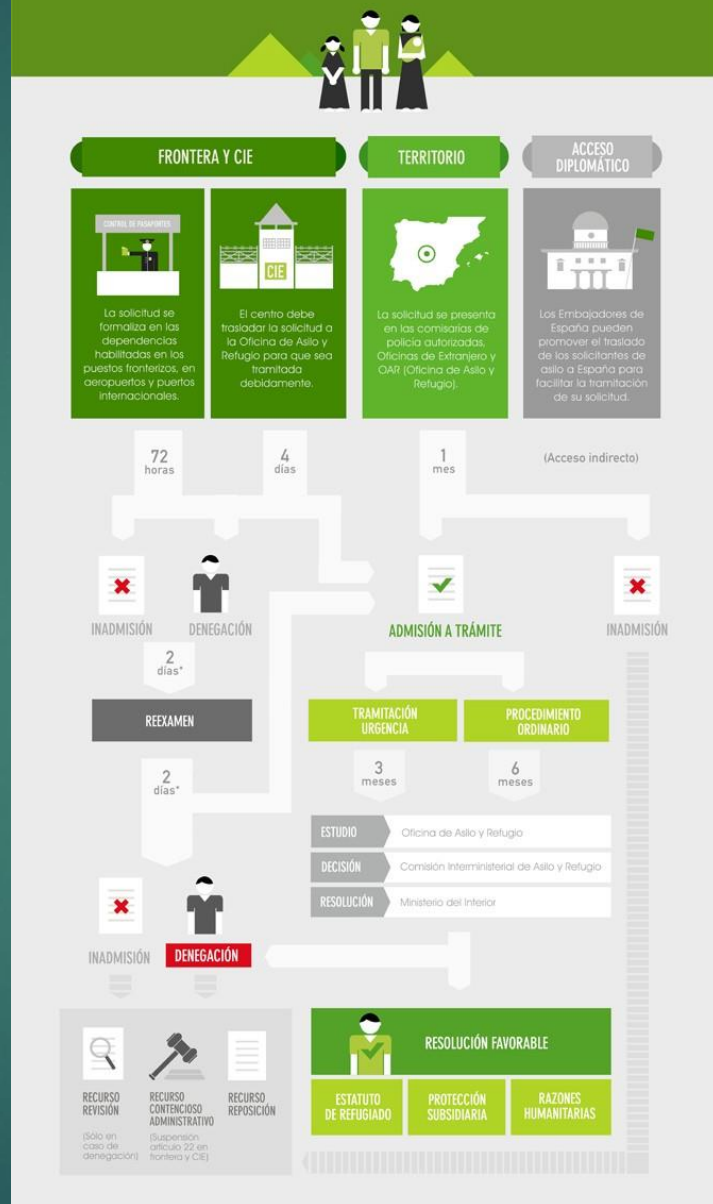 FRONTERA Y CIE
TERRITORIO
ACCESO
DIPLOMÁTICO
CONTROL DE PASAPORTES
La solicitud se
formaliza en las
dependencias
habilitadas en los
puestos fronterizos, en
aeropuertos y puertos
internacionales.
CIE
El centro debe
trasladar la solicitud a
la Oficina de Asilo y
Refugio para que sea
tramitada
debidamente.
La solicitud se presenta
en las comisarías de
policía autorizadas,
Oficinas de Extranjero y
OAR (Oficina de Asilo y
Refugio).
Los Embajadores de
España pueden
promover el traslado
de los solicitantes de
asilo a España para
facilitar la tramitación
de su solicitud.
72
horas
4
días
1
mes
(Acceso indirecto)
INADMISIÓN
DENEGACIÓN
ADMISIÓN A TRÁMITE
INADMISIÓN
2
días*
REEXAMEN
TRAMITACIÓN
URGENCIA
PROCEDIMIENTO
ORDINARIO
2
días*
3
meses
6
meses
ESTUDIO Oficina de Asilo y Refugio
DECISIÓN Comisión Interministerial de Asilo y Refugio
RESOLUCIÓN Ministerio del Interior
INADMISIÓN
DENEGACIÓN
RESOLUCIÓN FAVORABLE
ESTATUTO
DE REFUGIADO
PROTECCIÓN
SUBSIDIARIA
RAZONES
HUMANITARIAS
RECURSO
REVISIÓN
(Sólo en
caso de
denegación)
RECURSO
CONTENCIOSO
ADMINISTRATIVO
(Suspensión
artículo 22 en
frontera y CIE)
RECURSO
REPOSICIÓN